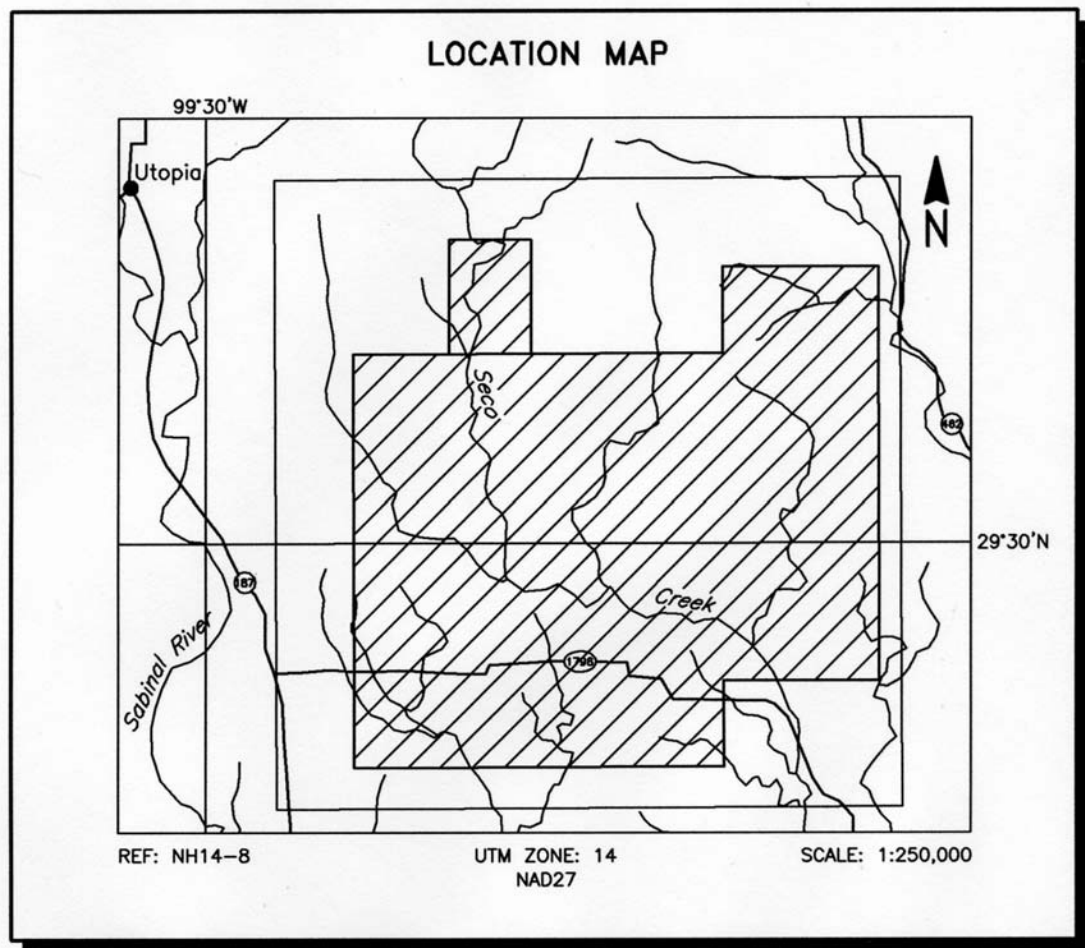 LOCATION MAP
99°30'W
Utopia
N
Seco
462
29°30'N
187
Creek
Sabinal River
1796
REF: NH14-8
UTM ZONE: 14
SCALE: 1:250,000
NAD27